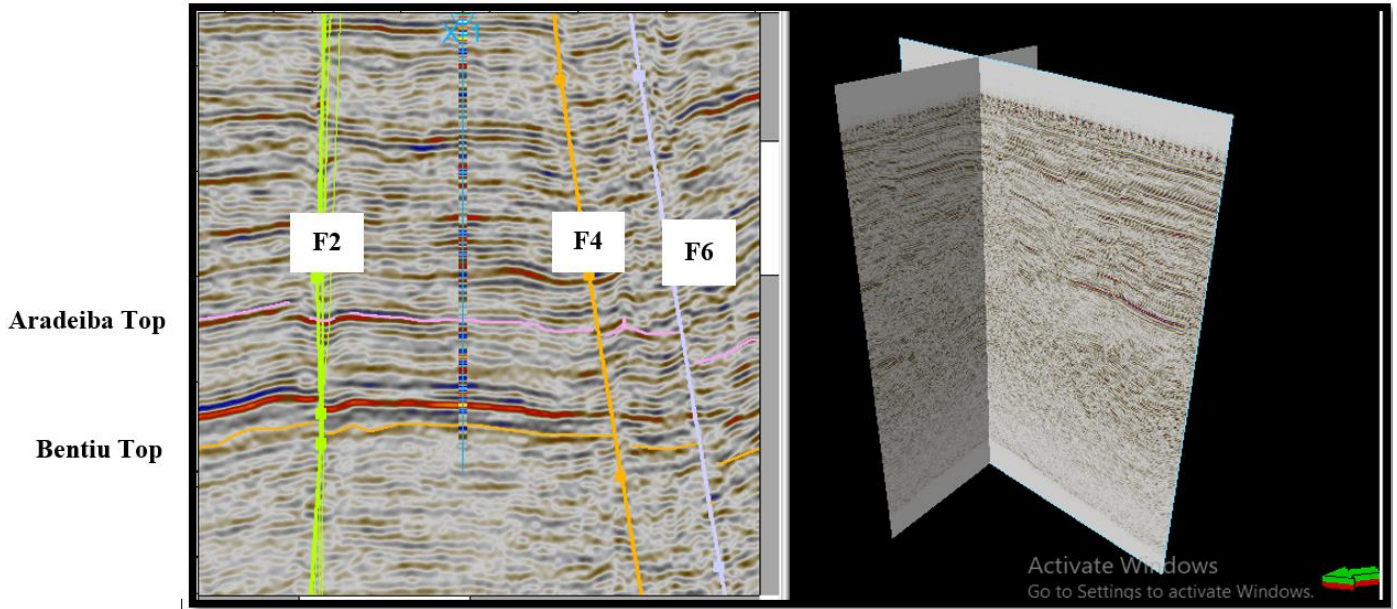 F2
F4
F6
Aradeiba Top
Bentiu Top
Activate Windows
Go to Settings to activate Windows.